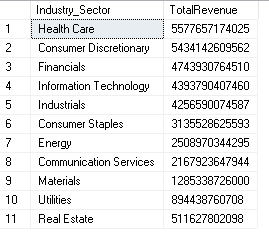 Industry_Sector TotalRevenue
1 Health Care 5577657174025
2 Consumer Discretionary 5434142609562
3 Financials 4743930764510
4 Information Technology 4393790407460
5 Industrials 4256590074587
6 Consumer Staples 3135528625593
7 Energy 2508970344295
8 Communication Services 2167923647944
9 Materials 1285338726000
10 Utilities 894438760708
11 Real Estate 511627802098